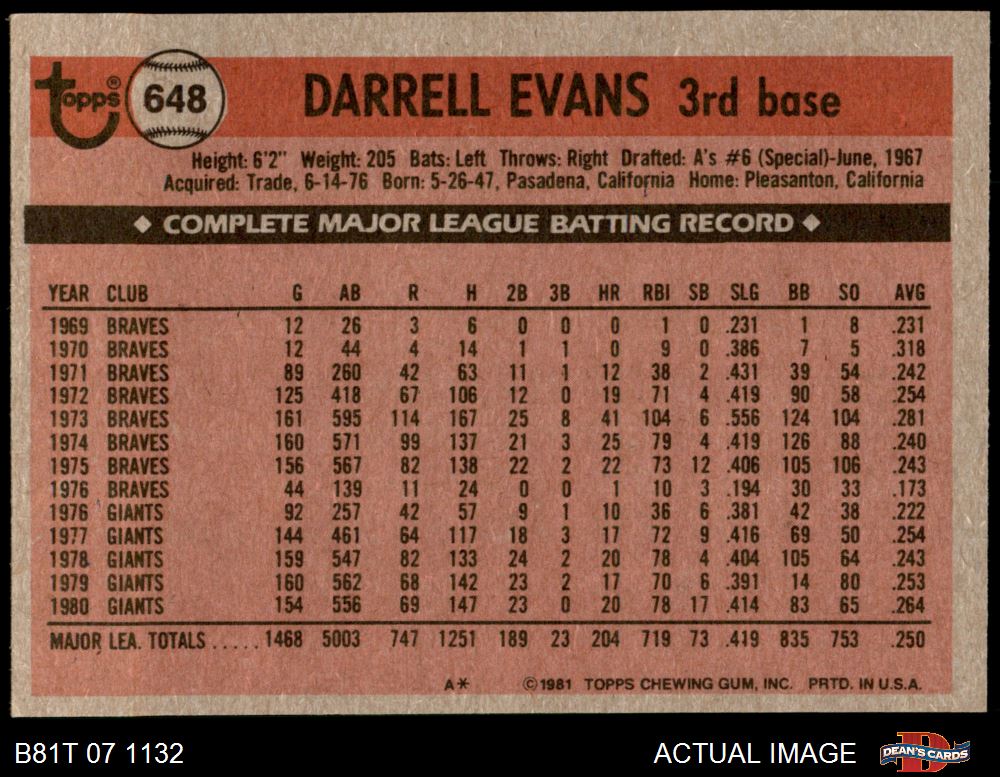 topps® 648 DARRELL EVANS 3rd base
Height: 6'2" Weight: 205 Bats: Left Throws: Right Drafted: A's #6 (Special)-June, 1967
Acquired: Trade, 6-14-76 Born: 5-26-47, Pasadena, California Home: Pleasanton, California
◆ COMPLETE MAJOR LEAGUE BATTING RECORD ◆
YEAR CLUB G AB R H 2B 3B HR RBI SB SLG BB SO AVG
1969 BRAVES 12 26 3 6 0 0 0 1 0 .231 1 8 .231
1970 BRAVES 12 44 4 14 1 1 0 9 0 .386 7 5 .318
1971 BRAVES 89 260 42 63 11 1 12 38 2 .431 39 54 .242
1972 BRAVES 125 418 67 106 12 0 19 71 4 .419 90 58 .254
1973 BRAVES 161 595 114 167 25 8 41 104 6 .556 124 104 .281
1974 BRAVES 160 571 99 137 21 3 25 79 4 .419 126 88 .240
1975 BRAVES 156 567 82 138 22 2 22 73 12 .406 105 106 .243
1976 BRAVES 44 139 11 24 0 0 1 10 3 .194 30 33 .173
1976 GIANTS 92 257 42 57 9 1 10 36 6 .381 42 38 .222
1977 GIANTS 144 461 64 117 18 3 17 72 9 .416 69 50 .254
1978 GIANTS 159 547 82 133 24 2 20 78 4 .404 105 64 .243
1979 GIANTS 160 562 68 142 23 2 17 70 6 .391 14 80 .253
1980 GIANTS 154 556 69 147 23 0 20 78 17 .414 83 65 .264
MAJOR LEA. TOTALS ..... 1468 5003 747 1251 189 23 204 719 73 .419 835 753 .250
A* ©1981 TOPPS CHEWING GUM, INC. PRTD. IN U.S.A.
B81T 07 1132 ACTUAL IMAGE D DEAN'S CARDS